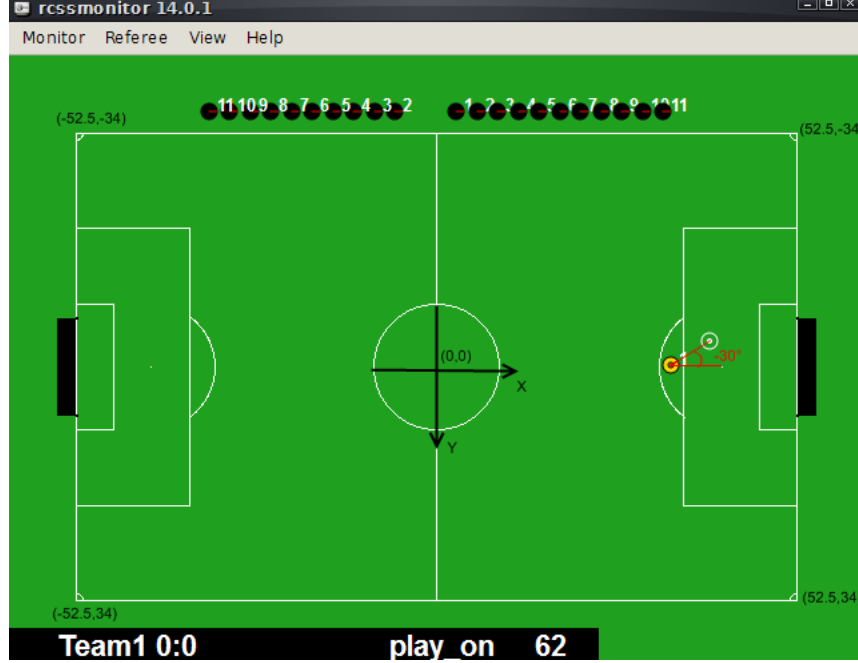 rcssmonitor 14.0.1
Monitor Referee View Help
11 10 9 8 7 6 5 4 3 2 1 2 3 4 5 6 7 8 9 10 11
(-52.5,-34)
(52.5,-34
(0,0)
-30°
X
Y
(-52.5,34)
(52.5,34
Team1 0:0 play_on 62